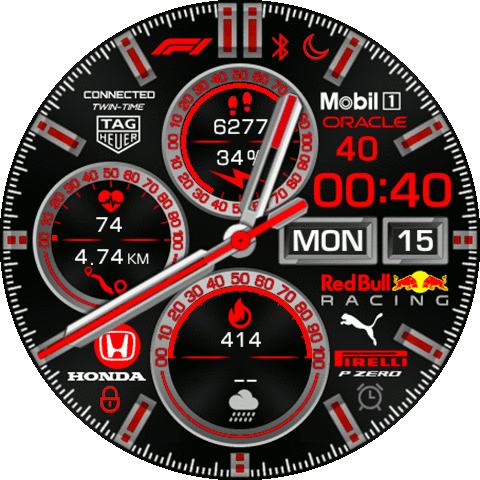 F1
CONNECTED
TWIN-TIME
TAG
HEUER
Mobil 1
ORACLE
6277
34%
40
00:40
74
4.74 KM
MON 15
Red Bull
RACING
414
--
HONDA
PIRELLI
P ZERO